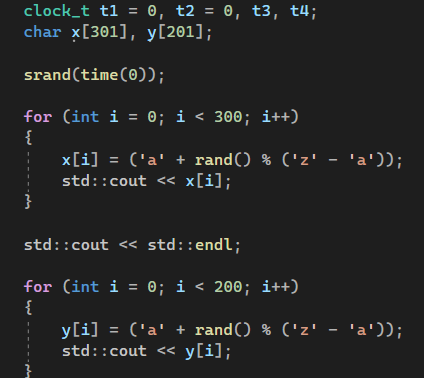 clock_t t1 = 0, t2 = 0, t3, t4;
char x[301], y[201];
srand(time(0));
for (int i = 0; i < 300; i++)
{
x[i] = ('a' + rand() % ('z' - 'a'));
std::cout << x[i];
}
std::cout << std::endl;
for (int i = 0; i < 200; i++)
{
y[i] = ('a' + rand() % ('z' - 'a'));
std::cout << y[i];
}